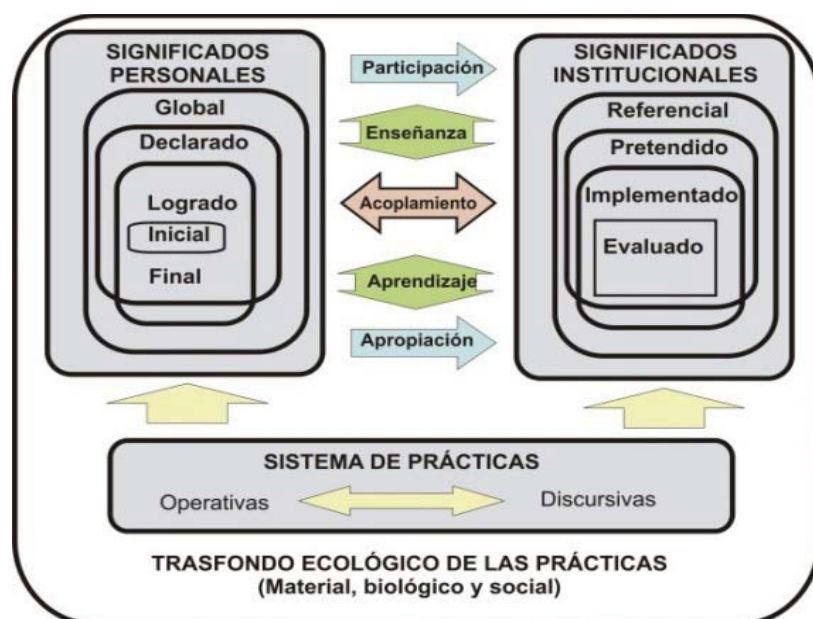 SIGNIFICADOS
PERSONALES
Global
Declarado
Logrado
Inicial
Final
Participación
Enseñanza
Acoplamiento
Aprendizaje
Apropiación
SIGNIFICADOS
INSTITUCIONALES
Referencial
Pretendido
Implementado
Evaluado
SISTEMA DE PRÁCTICAS
Operativas
Discursivas
TRASFONDO ECOLÓGICO DE LAS PRÁCTICAS
(Material, biológico y social)